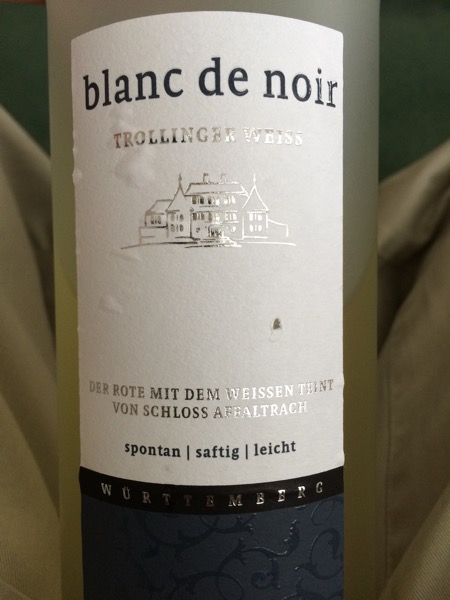 blanc de noir
TROLLINGER WEISS
DER ROTE MIT DEM WEISSEN TEINT
VON SCHLOSS AFFALTRACH
spontan | saftig | leicht
WÜRTTEMBERG